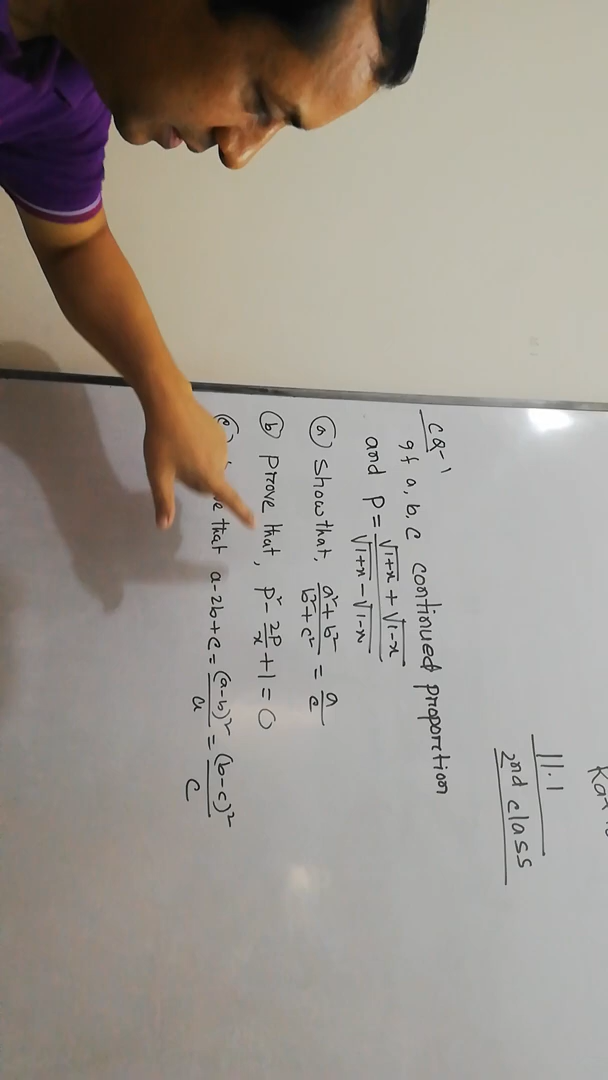 11.1
2nd class
CQ-1
If a, b, c continued proportion
and P = (√1+x + √1-x)/(√1+x - √1-x)
(a) Show that, (a² + b²)/(b² + c²) = a/c
(b) Prove that, P² - 2P/x + 1 = 0
(c) that a-2b+c = (a-b)²/a = (b-c)²/c